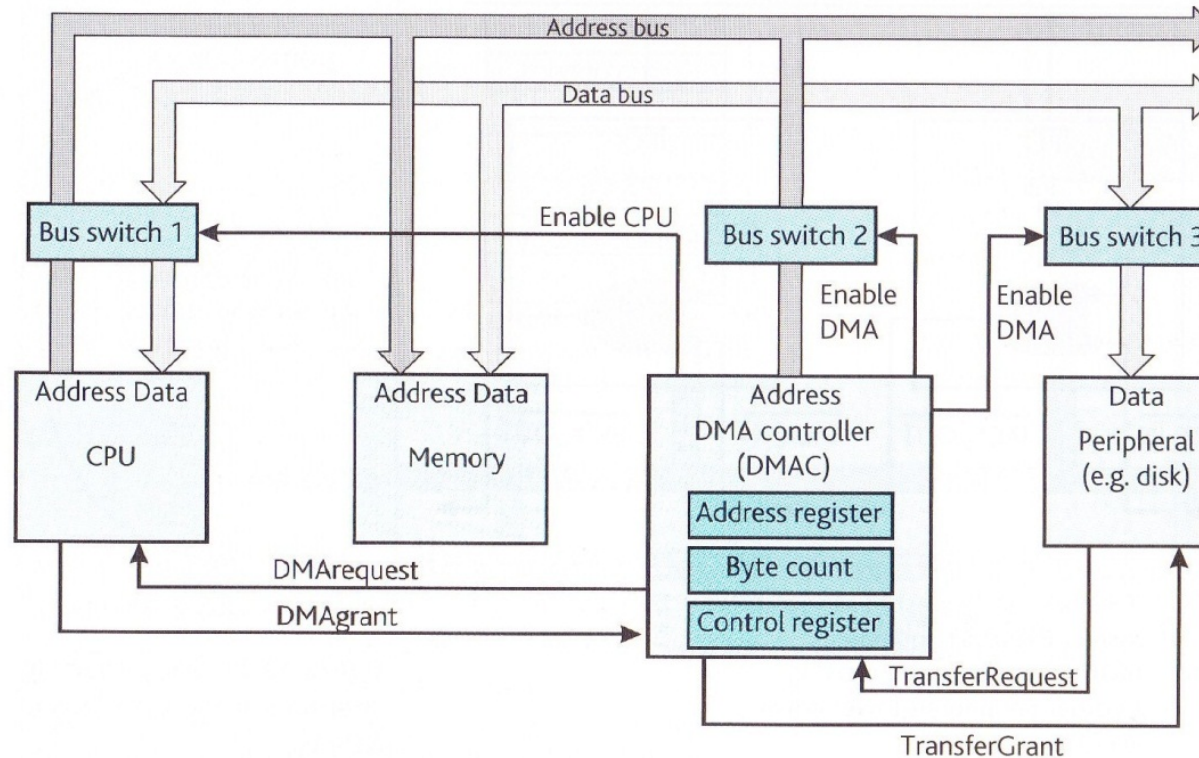 Address bus
Data bus
Bus switch 1
Enable CPU
Bus switch 2
Bus switch 3
Enable
DMA
Enable
DMA
Address Data
CPU
Address Data
Memory
Address
DMA controller
(DMAC)
Address register
Byte count
Control register
Data
Peripheral
(e.g. disk)
DMArequest
DMAgrant
TransferRequest
TransferGrant